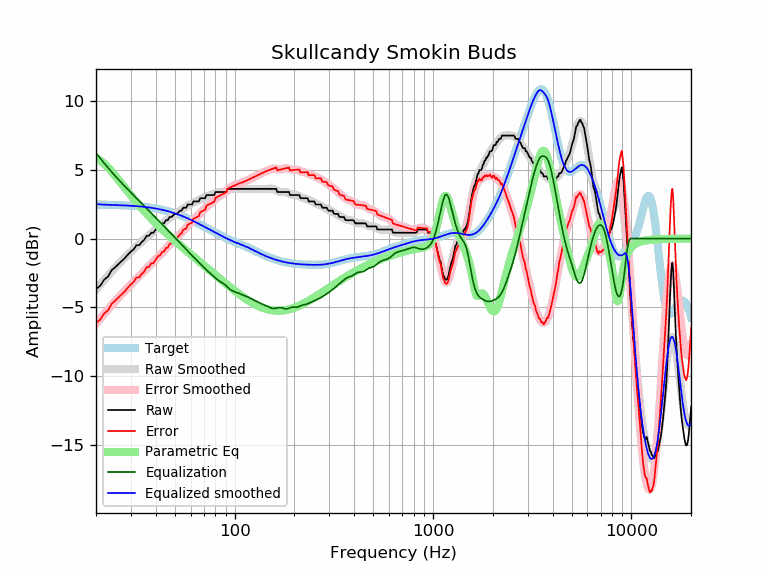 Skullcandy Smokin Buds
10
5
0
−5
−10
−15
Amplitude (dBr)
Target
Raw Smoothed
Error Smoothed
Raw
Error
Parametric Eq
Equalization
Equalized smoothed
100
1000
10000
Frequency (Hz)